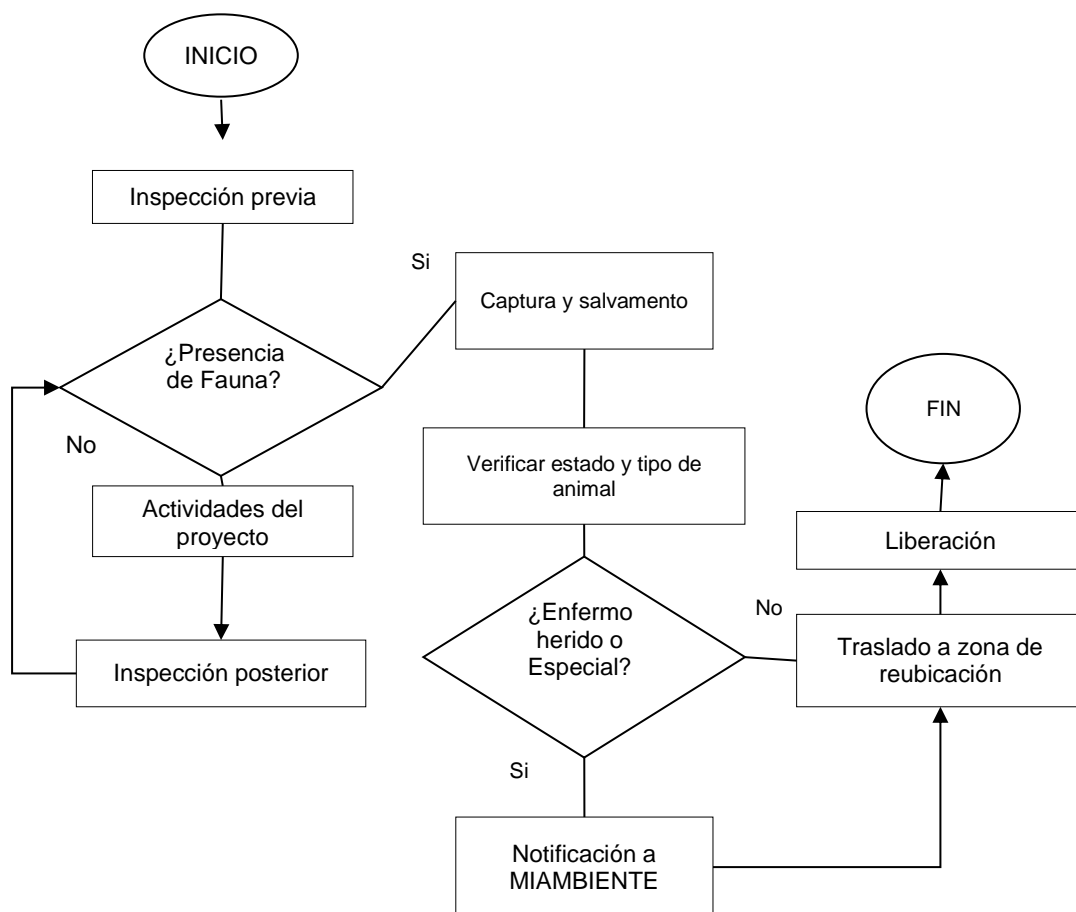 INICIO
Inspección previa
Si
Captura y salvamento
¿Presencia
de Fauna?
No
Actividades del
proyecto
Inspección posterior
Verificar estado y tipo de
animal
¿Enfermo
herido o
Especial?
No
Si
Notificación a
MIAMBIENTE
Traslado a zona de
reubicación
Liberación
FIN